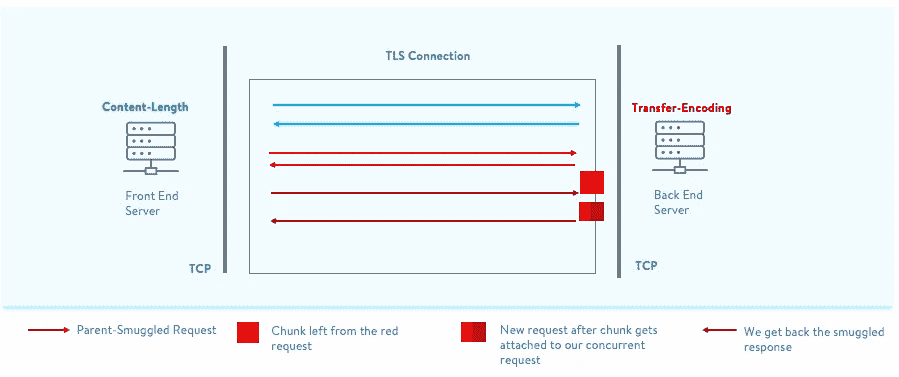 TLS Connection
Content-Length
Transfer-Encoding
Front End
Server
Back End
Server
TCP
TCP
Parent-Smuggled Request
Chunk left from the red
request
New request after chunk gets
attached to our concurrent
request
We get back the smuggled
response